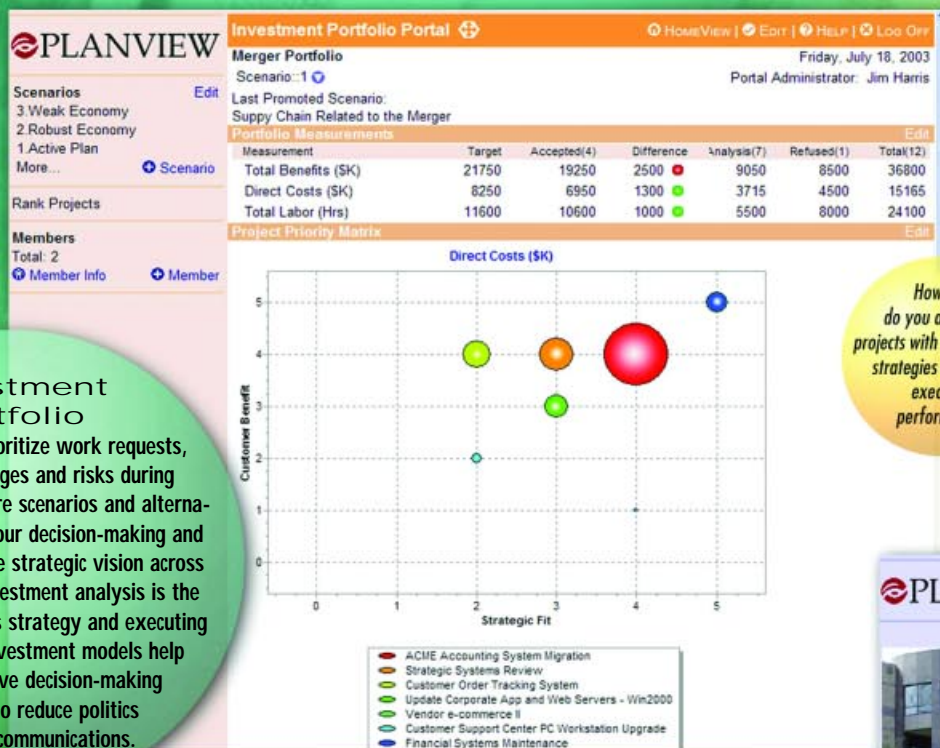 PLANVIEW
Scenarios Edit
3.Weak Economy
2.Robust Economy
1.Active Plan
More... Scenario
Rank Projects
Members
Total: 2
Member Info Member
Investment Portfolio Portal
HomeView | Edit | Help | Log Off
Merger Portfolio Friday, July 18, 2003
Scenario::1 Portal Administrator: Jim Harris
Last Promoted Scenario:
Suppy Chain Related to the Merger
Portfolio Measurements Edit
Measurement Target Accepted(4) Difference Analysis(7) Refused(1) Total(12)
Total Benefits ($K) 21750 19250 2500 9050 8500 36800
Direct Costs ($K) 8250 6950 1300 3715 4500 15165
Total Labor (Hrs) 11600 10600 1000 5500 8000 24100
Project Priority Matrix Edit
Direct Costs ($K)
Customer Benefit
5
4
3
2
1
0
0 1 2 3 4 5
Strategic Fit
ACME Accounting System Migration
Strategic Systems Review
Customer Order Tracking System
Update Corporate App and Web Servers - Win2000
Vendor e-commerce II
Customer Support Center PC Workstation Upgrade
Financial Systems Maintenance
stment
tfolio
oritize work requests,
ges and risks during
re scenarios and alterna-
our decision-making and
e strategic vision across
vestment analysis is the
s strategy and executing
nvestment models help
ve decision-making
o reduce politics
communications.
How
do you a
projects with
strategies
exec
perfor
PL